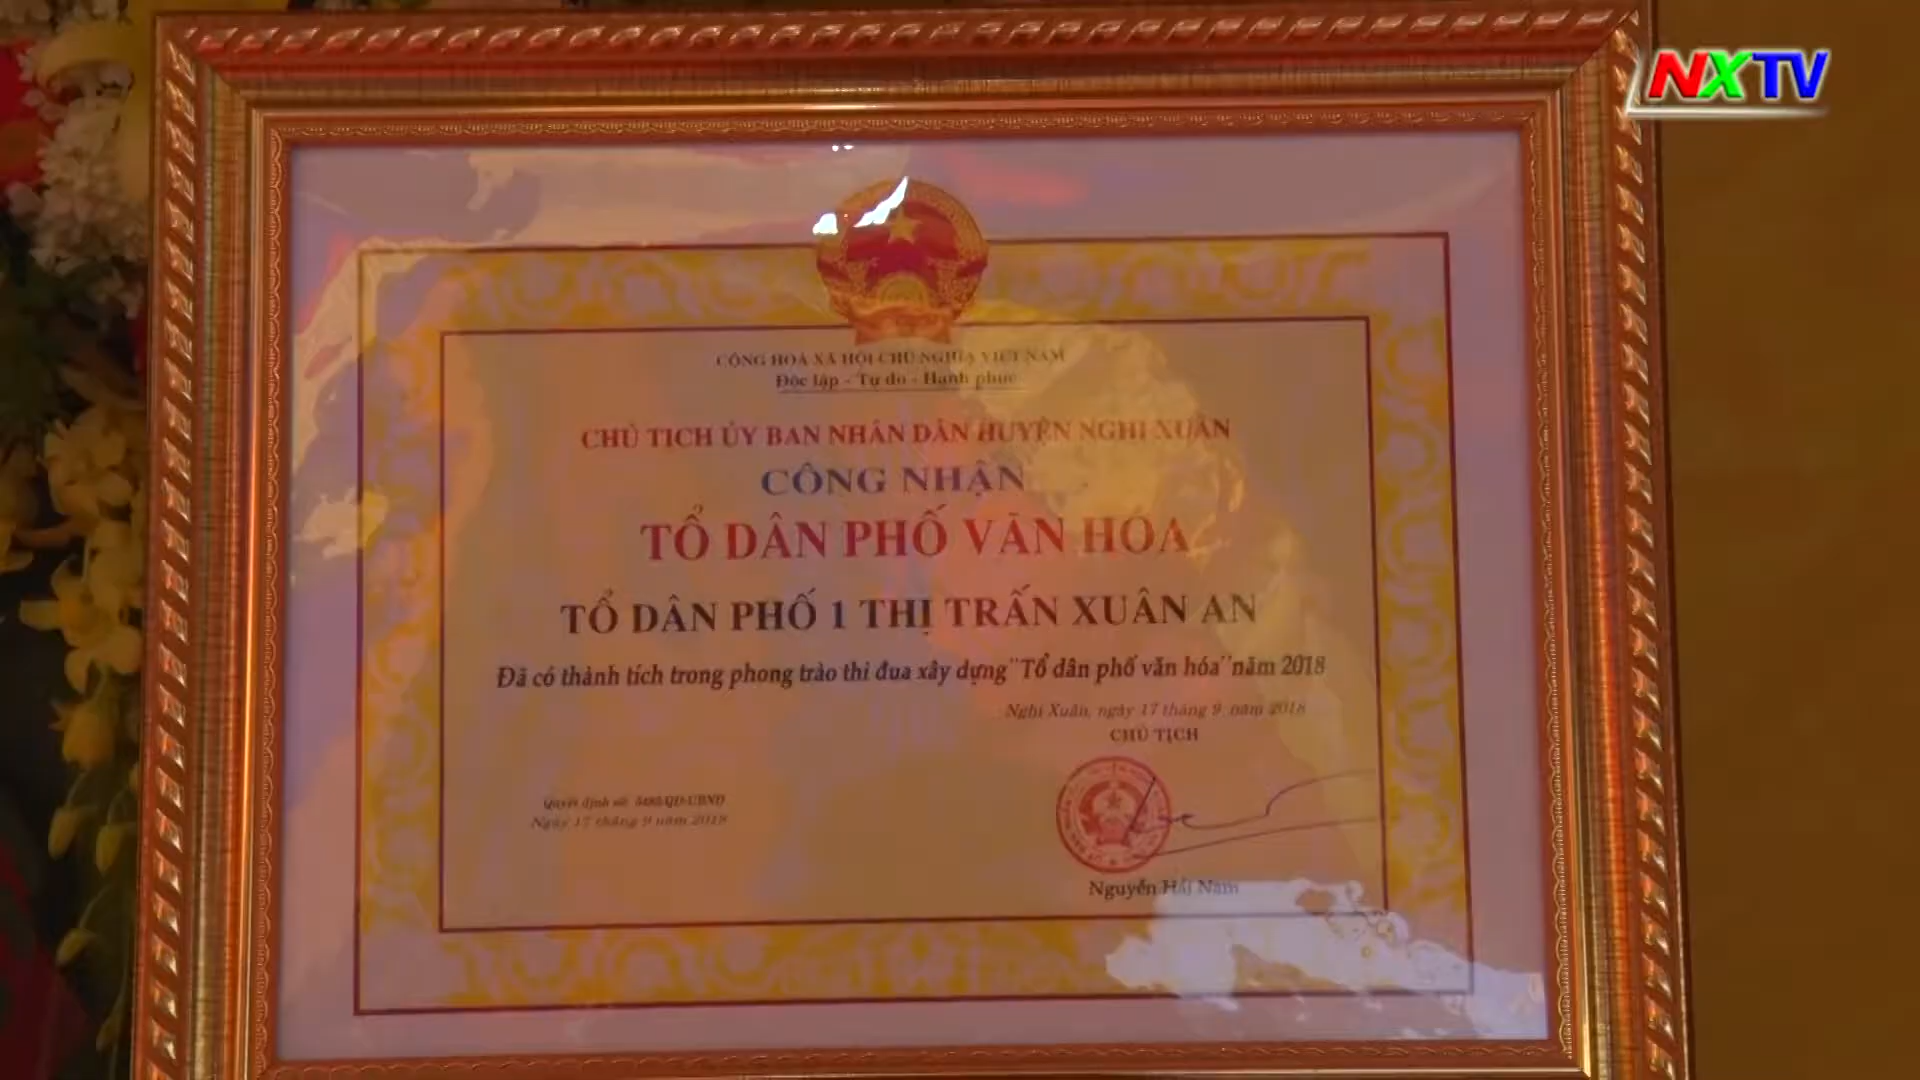 NXTV
CỘNG HOÀ XÃ HỘI CHỦ NGHĨA VIỆT NAM
Độc lập - Tự do - Hạnh phúc
CHỦ TỊCH ỦY BAN NHÂN DÂN HUYỆN NGHI XUÂN
CÔNG NHẬN
TỔ DÂN PHỐ VĂN HÓA
TỔ DÂN PHỐ 1 THỊ TRẤN XUÂN AN
Đã có thành tích trong phong trào thi đua xây dựng "Tổ dân phố văn hóa" năm 2018
Nghi Xuân, ngày 17 tháng 9 năm 2018
CHỦ TỊCH
Quyết định số:
Ngày 17 tháng 9 năm 2018
Nguyễn Hải Nam